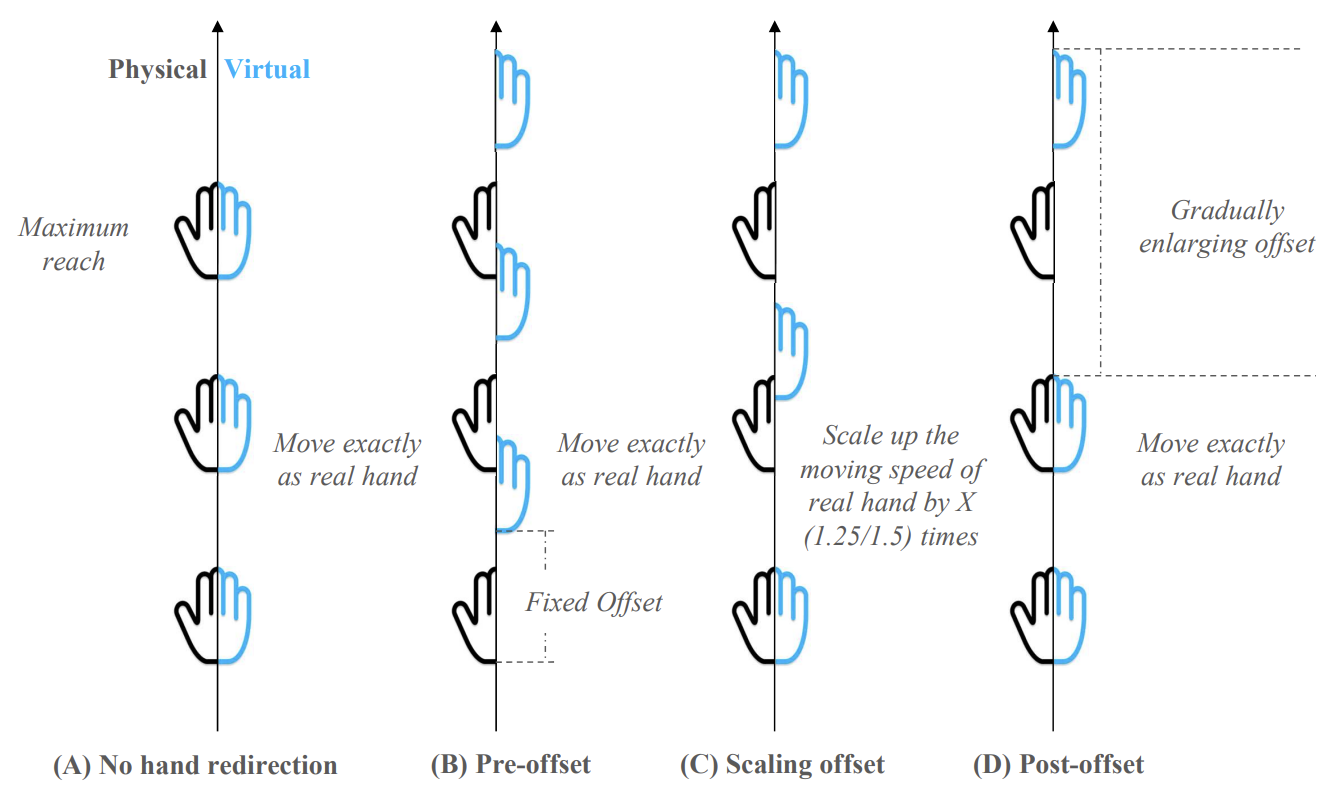 Physical
Virtual
Maximum
reach
Move exactly
as real hand
(A) No hand redirection
Move exactly
as real hand
Fixed Offset
(B) Pre-offset
Scale up the
moving speed of
real hand by X
(1.25/1.5) times
(C) Scaling offset
Gradually
enlarging offset
Move exactly
as real hand
(D) Post-offset